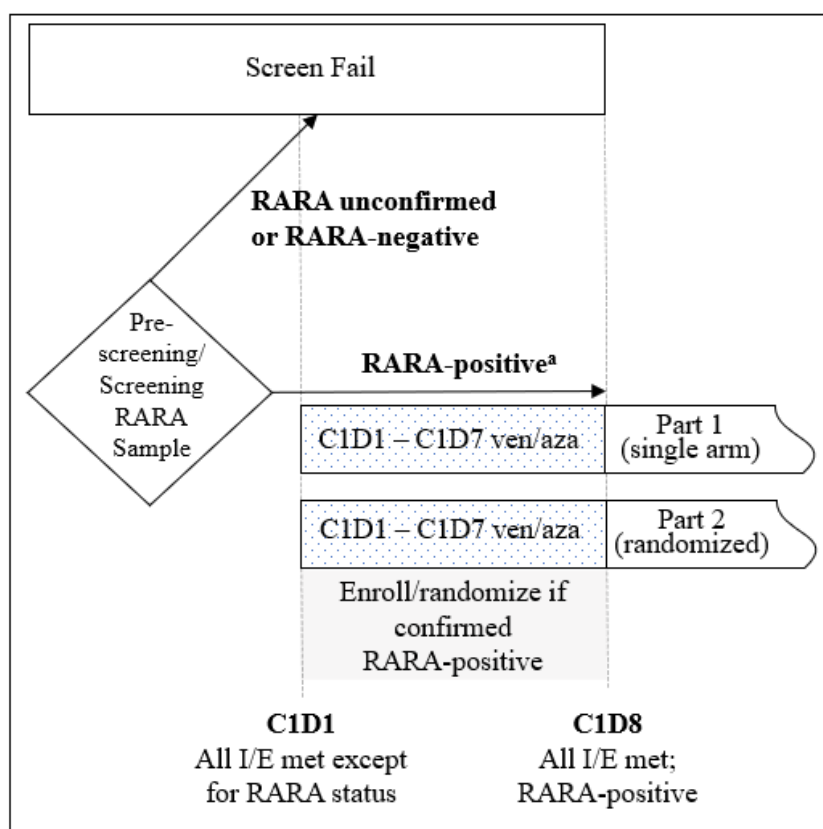 Screen Fail
RARA unconfirmed
or RARA-negative
Pre-
screening/
Screening
RARA
Sample
RARA-positiveᵃ
C1D1 – C1D7 ven/aza
Part 1
(single arm)
C1D1 – C1D7 ven/aza
Part 2
(randomized)
Enroll/randomize if
confirmed
RARA-positive
C1D1
All I/E met except
for RARA status
C1D8
All I/E met;
RARA-positive